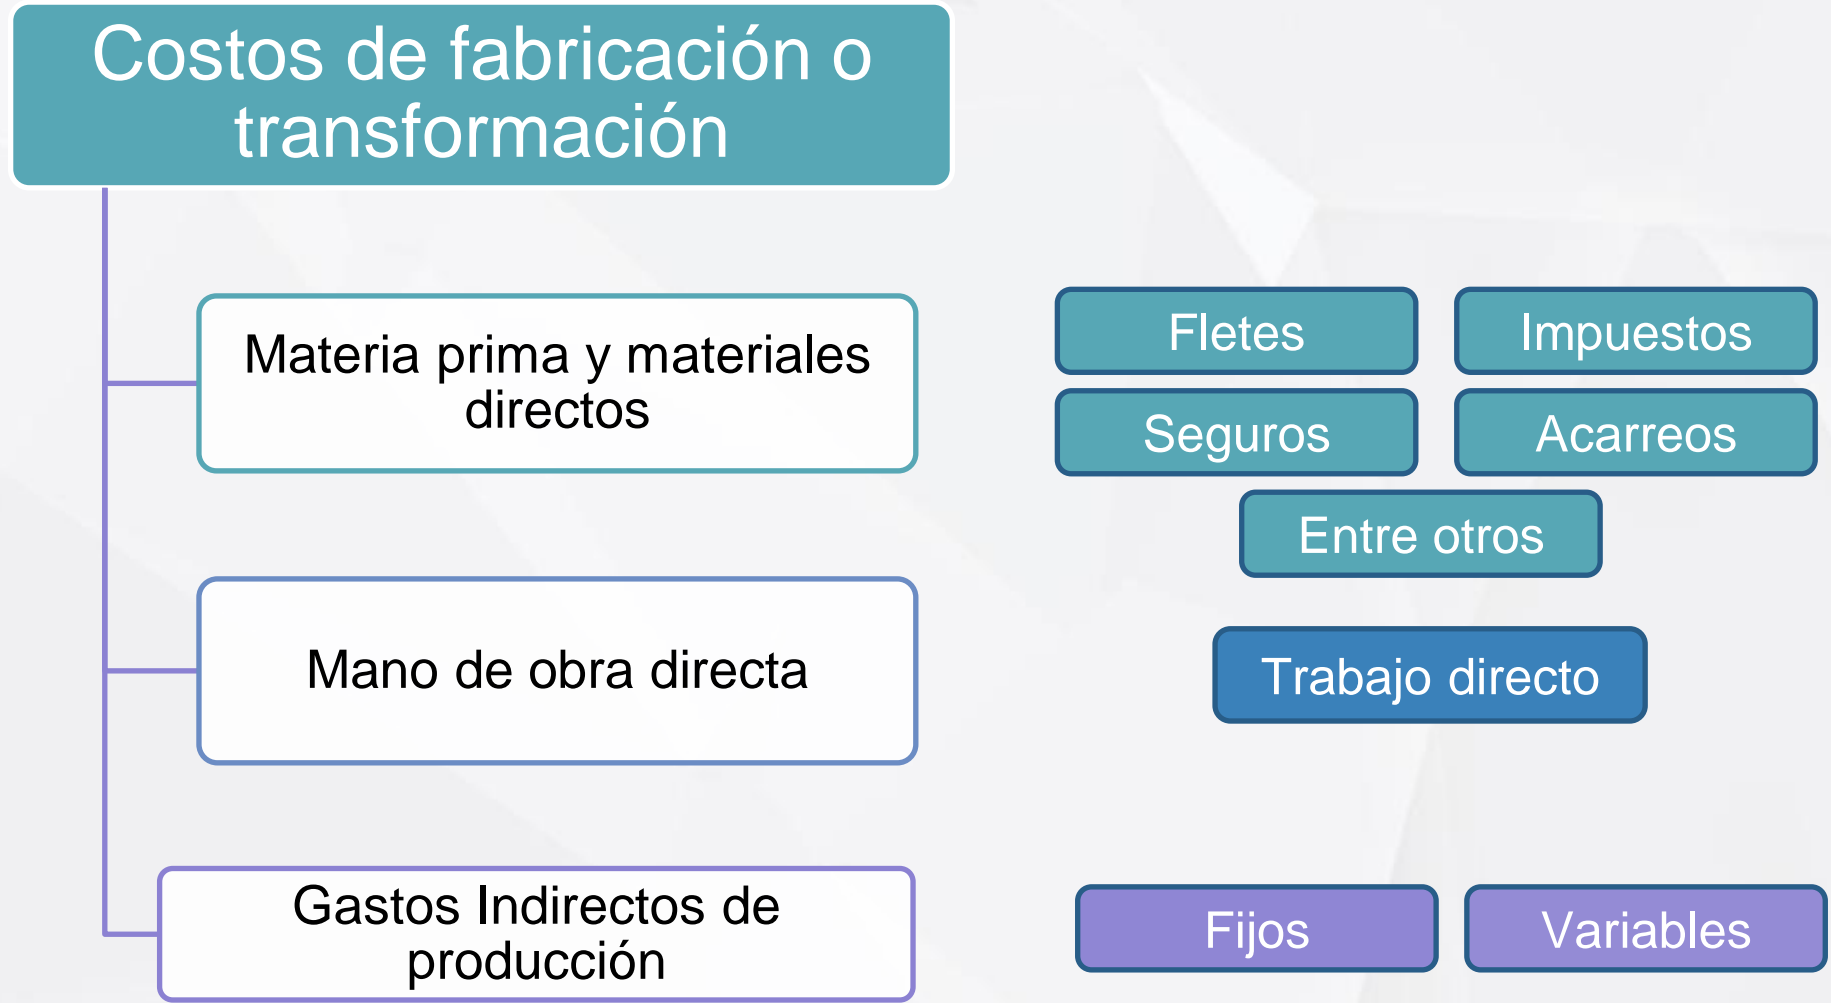 Costos de fabricación o
transformación
Materia prima y materiales
directos
Fletes
Impuestos
Seguros
Acarreos
Entre otros
Mano de obra directa
Trabajo directo
Gastos Indirectos de
producción
Fijos
Variables